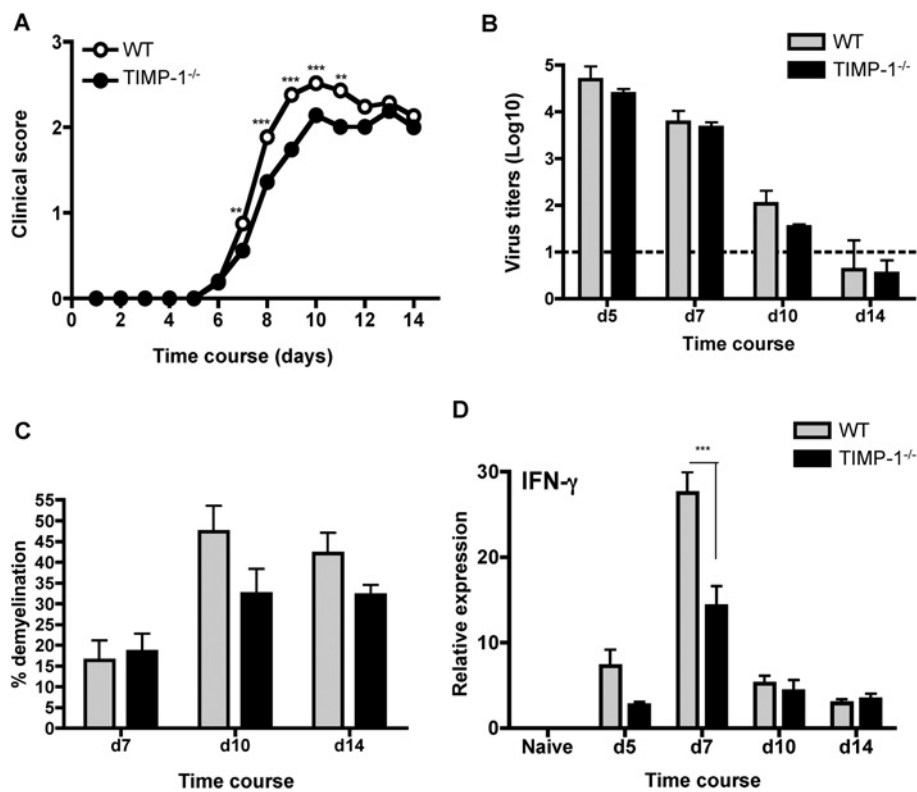 A
WT
TIMP-1-/-
3
2
1
0
Clinical score
**
***
***
***
**
0 2 4 6 8 10 12 14
Time course (days)
B
WT
TIMP-1-/-
5
4
3
2
1
0
Virus titers (Log10)
d5 d7 d10 d14
Time course
C
55
50
45
40
35
30
25
20
15
10
5
0
% demyelination
d7 d10 d14
Time course
D
WT
TIMP-1-/-
IFN-γ
***
30
20
10
0
Relative expression
Naive d5 d7 d10 d14
Time course